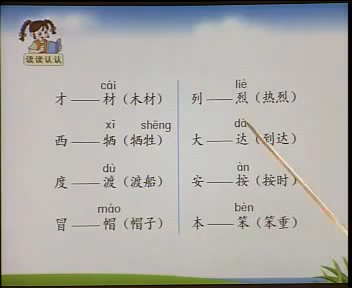 读读认认
cái
才——材（木材）
xī shēng
西——牺（牺牲）
dù
度——渡（渡船）
mào
冒——帽（帽子）
liè
列——烈（热烈）
dá
大——达（到达）
àn
安——按（按时）
bèn
本——笨（笨重）